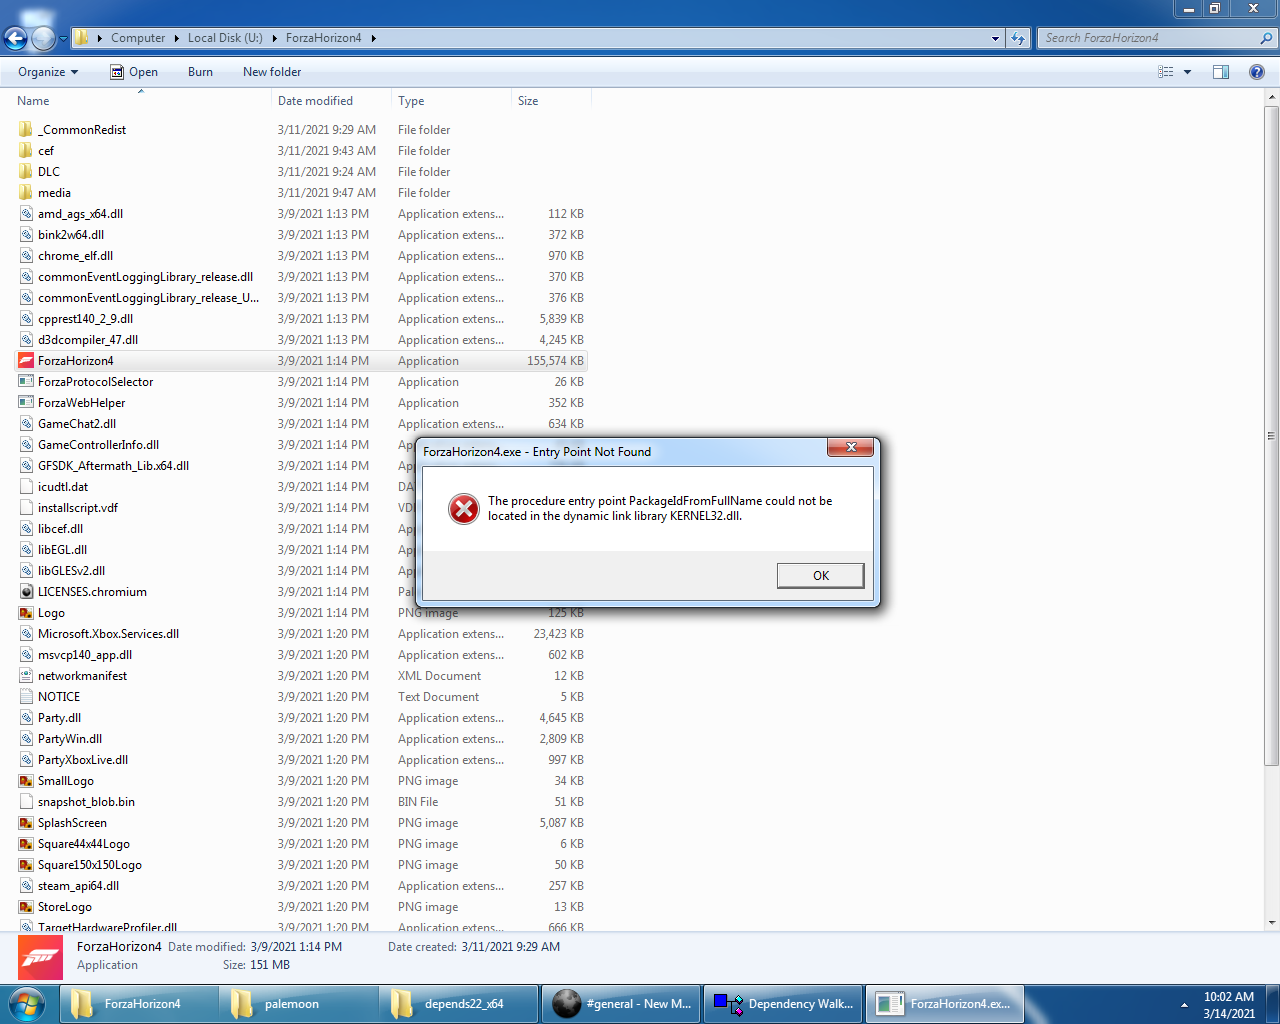 Computer
Local Disk (U:)
ForzaHorizon4
Search ForzaHorizon4
Organize
Open
Burn
New folder
Name Date modified Type Size
_CommonRedist 3/11/2021 9:29 AM File folder
cef 3/11/2021 9:43 AM File folder
DLC 3/11/2021 9:24 AM File folder
media 3/11/2021 9:47 AM File folder
amd_ags_x64.dll 3/9/2021 1:13 PM Application extens... 112 KB
bink2w64.dll 3/9/2021 1:13 PM Application extens... 372 KB
chrome_elf.dll 3/9/2021 1:13 PM Application extens... 970 KB
commonEventLoggingLibrary_release.dll 3/9/2021 1:13 PM Application extens... 370 KB
commonEventLoggingLibrary_release_U... 3/9/2021 1:13 PM Application extens... 376 KB
cpprest140_2_9.dll 3/9/2021 1:13 PM Application extens... 5,839 KB
d3dcompiler_47.dll 3/9/2021 1:13 PM Application extens... 4,245 KB
ForzaHorizon4 3/9/2021 1:14 PM Application 155,574 KB
ForzaProtocolSelector 3/9/2021 1:14 PM Application 26 KB
ForzaWebHelper 3/9/2021 1:14 PM Application 352 KB
GameChat2.dll 3/9/2021 1:14 PM Application extens... 634 KB
GameControllerInfo.dll 3/9/2021 1:14 PM
GFSDK_Aftermath_Lib.x64.dll 3/9/2021 1:14 PM
icudtl.dat 3/9/2021 1:14 PM DA
installscript.vdf 3/9/2021 1:14 PM VD
libcef.dll 3/9/2021 1:14 PM Ap
libEGL.dll 3/9/2021 1:14 PM Ap
libGLESv2.dll 3/9/2021 1:14 PM Ap
LICENSES.chromium 3/9/2021 1:14 PM Pal
Logo 3/9/2021 1:14 PM PNG image 125 KB
Microsoft.Xbox.Services.dll 3/9/2021 1:20 PM Application extens... 23,423 KB
msvcp140_app.dll 3/9/2021 1:20 PM Application extens... 602 KB
networkmanifest 3/9/2021 1:20 PM XML Document 12 KB
NOTICE 3/9/2021 1:20 PM Text Document 5 KB
Party.dll 3/9/2021 1:20 PM Application extens... 4,645 KB
PartyWin.dll 3/9/2021 1:20 PM Application extens... 2,809 KB
PartyXboxLive.dll 3/9/2021 1:20 PM Application extens... 997 KB
SmallLogo 3/9/2021 1:20 PM PNG image 34 KB
snapshot_blob.bin 3/9/2021 1:20 PM BIN File 51 KB
SplashScreen 3/9/2021 1:20 PM PNG image 5,087 KB
Square44x44Logo 3/9/2021 1:20 PM PNG image 6 KB
Square150x150Logo 3/9/2021 1:20 PM PNG image 50 KB
steam_api64.dll 3/9/2021 1:20 PM Application extens... 257 KB
StoreLogo 3/9/2021 1:20 PM PNG image 13 KB
TargetHardwareProfiler.dll 3/9/2021 1:20 PM Application extens... 666 KB
ForzaHorizon4.exe - Entry Point Not Found
The procedure entry point PackageIdFromFullName could not be
located in the dynamic link library KERNEL32.dll.
OK
ForzaHorizon4 Date modified: 3/9/2021 1:14 PM Date created: 3/11/2021 9:29 AM
Application Size: 151 MB
ForzaHorizon4
palemoon
depends22_x64
#general - New M...
Dependency Walk...
ForzaHorizon4.ex...
10:02 AM
3/14/2021